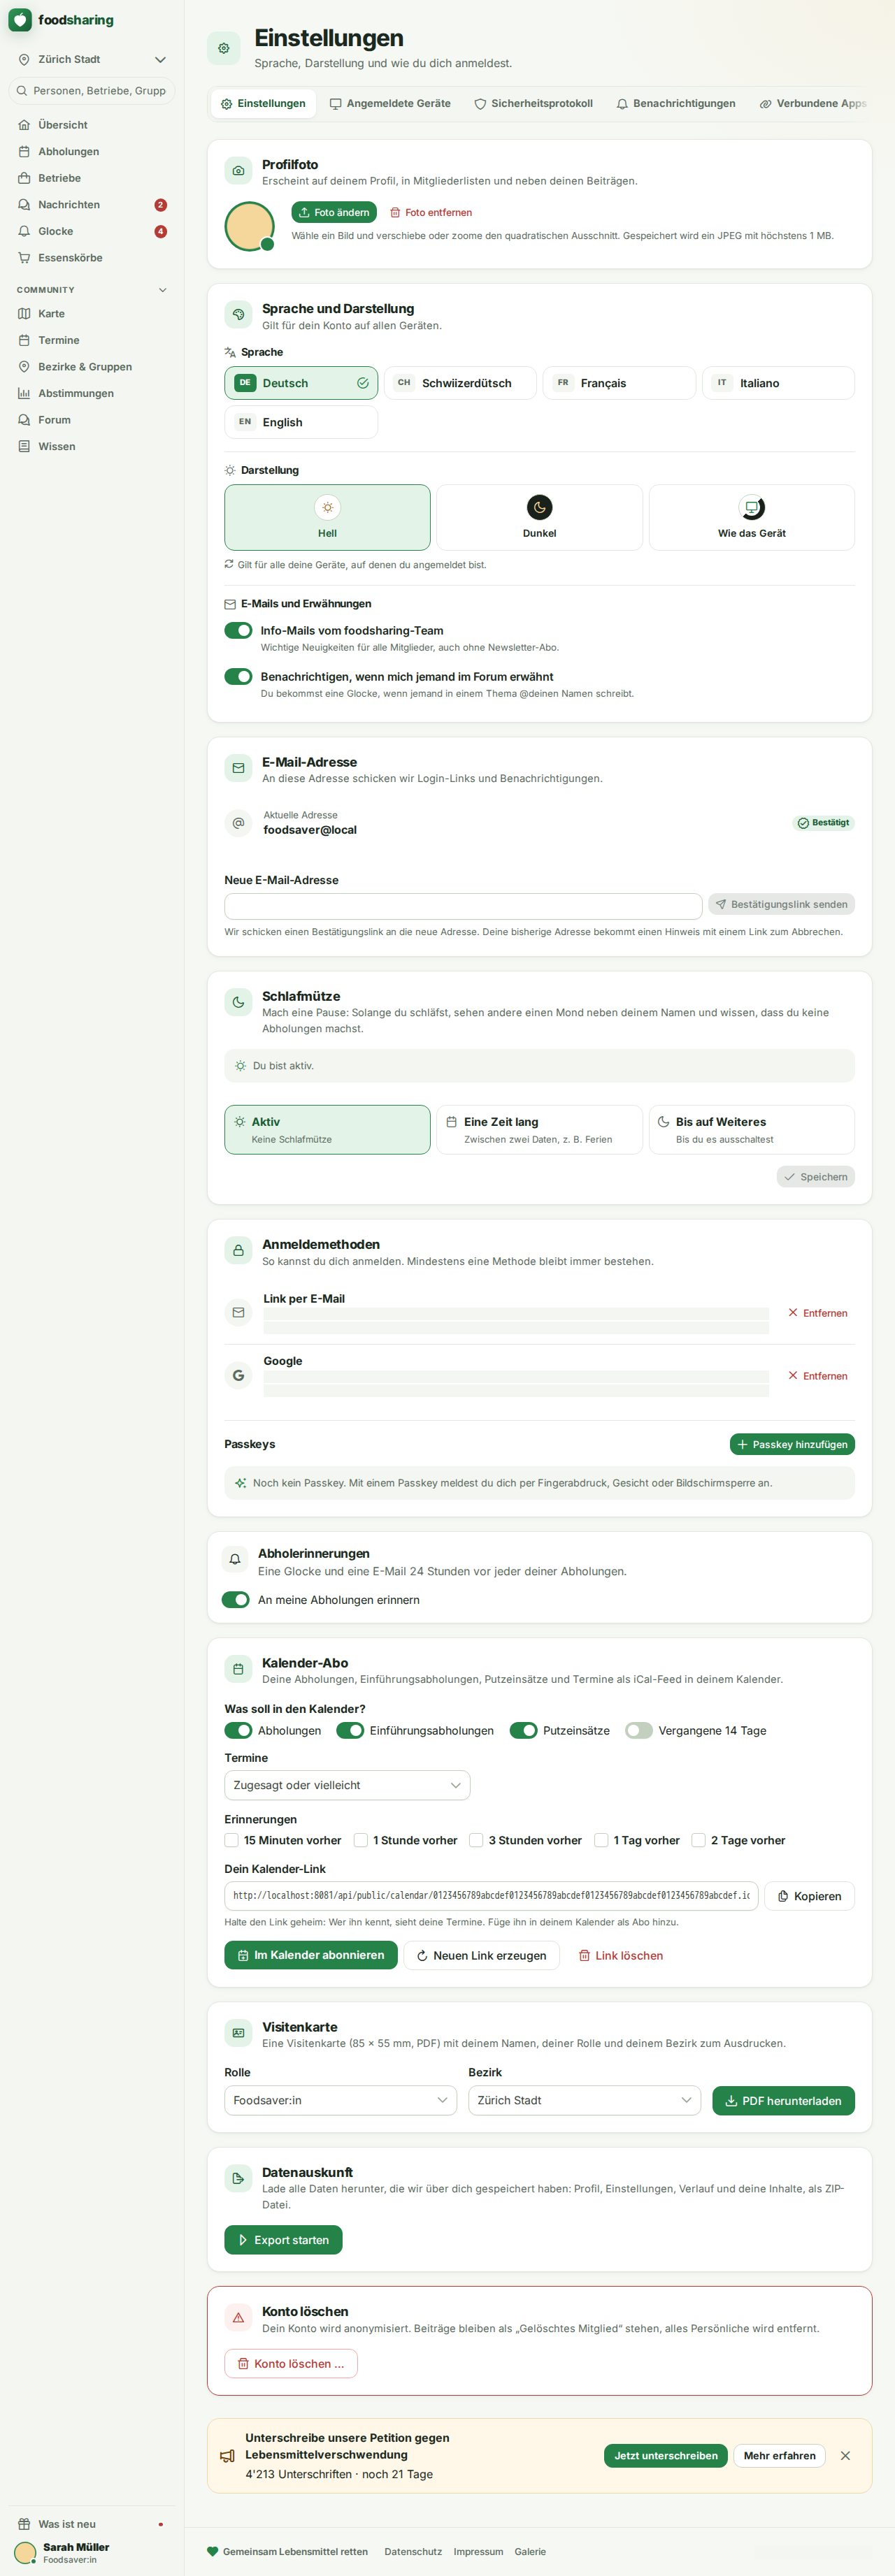 foodsharing
Zürich Stadt
Personen, Betriebe, Grupp
Übersicht
Abholungen
Betriebe
Nachrichten 2
Glocke 4
Essenskörbe
COMMUNITY
Karte
Termine
Bezirke & Gruppen
Abstimmungen
Forum
Wissen
Was ist neu
Sarah Müller
Foodsaver:in
Einstellungen
Sprache, Darstellung und wie du dich anmeldest.
Einstellungen Angemeldete Geräte Sicherheitsprotokoll Benachrichtigungen Verbundene Apps
Profilfoto
Erscheint auf deinem Profil, in Mitgliederlisten und neben deinen Beiträgen.
Foto ändern Foto entfernen
Wähle ein Bild und verschiebe oder zoome den quadratischen Ausschnitt. Gespeichert wird ein JPEG mit höchstens 1 MB.
Sprache und Darstellung
Gilt für dein Konto auf allen Geräten.
Sprache
DE Deutsch CH Schwiizerdütsch FR Français IT Italiano
EN English
Darstellung
Hell Dunkel Wie das Gerät
Gilt für alle deine Geräte, auf denen du angemeldet bist.
E-Mails und Erwähnungen
Info-Mails vom foodsharing-Team
Wichtige Neuigkeiten für alle Mitglieder, auch ohne Newsletter-Abo.
Benachrichtigen, wenn mich jemand im Forum erwähnt
Du bekommst eine Glocke, wenn jemand in einem Thema @deinen Namen schreibt.
E-Mail-Adresse
An diese Adresse schicken wir Login-Links und Benachrichtigungen.
Aktuelle Adresse
foodsaver@local Bestätigt
Neue E-Mail-Adresse
Bestätigungslink senden
Wir schicken einen Bestätigungslink an die neue Adresse. Deine bisherige Adresse bekommt einen Hinweis mit einem Link zum Abbrechen.
Schlafmütze
Mach eine Pause: Solange du schläfst, sehen andere einen Mond neben deinem Namen und wissen, dass du keine
Abholungen machst.
Du bist aktiv.
Aktiv Eine Zeit lang Bis auf Weiteres
Keine Schlafmütze Zwischen zwei Daten, z. B. Ferien Bis du es ausschaltest
Speichern
Anmeldemethoden
So kannst du dich anmelden. Mindestens eine Methode bleibt immer bestehen.
Link per E-Mail
Entfernen
Google
Entfernen
Passkeys Passkey hinzufügen
Noch kein Passkey. Mit einem Passkey meldest du dich per Fingerabdruck, Gesicht oder Bildschirmsperre an.
Abholerinnerungen
Eine Glocke und eine E-Mail 24 Stunden vor jeder deiner Abholungen.
An meine Abholungen erinnern
Kalender-Abo
Deine Abholungen, Einführungsabholungen, Putzeinsätze und Termine als iCal-Feed in deinem Kalender.
Was soll in den Kalender?
Abholungen Einführungsabholungen Putzeinsätze Vergangene 14 Tage
Termine
Zugesagt oder vielleicht
Erinnerungen
15 Minuten vorher 1 Stunde vorher 3 Stunden vorher 1 Tag vorher 2 Tage vorher
Dein Kalender-Link
http://localhost:8081/api/public/calendar/0123456789abcdef0123456789abcdef0123456789abcdef0123456789abcdef.ic Kopieren
Halte den Link geheim: Wer ihn kennt, sieht deine Termine. Füge ihn in deinem Kalender als Abo hinzu.
Im Kalender abonnieren Neuen Link erzeugen Link löschen
Visitenkarte
Eine Visitenkarte (85 × 55 mm, PDF) mit deinem Namen, deiner Rolle und deinem Bezirk zum Ausdrucken.
Rolle Bezirk
Foodsaver:in Zürich Stadt PDF herunterladen
Datenauskunft
Lade alle Daten herunter, die wir über dich gespeichert haben: Profil, Einstellungen, Verlauf und deine Inhalte, als ZIP-
Datei.
Export starten
Konto löschen
Dein Konto wird anonymisiert. Beiträge bleiben als „Gelöschtes Mitglied“ stehen, alles Persönliche wird entfernt.
Konto löschen …
Unterschreibe unsere Petition gegen
Lebensmittelverschwendung
4'213 Unterschriften · noch 21 Tage
Jetzt unterschreiben Mehr erfahren
Gemeinsam Lebensmittel retten Datenschutz Impressum Galerie